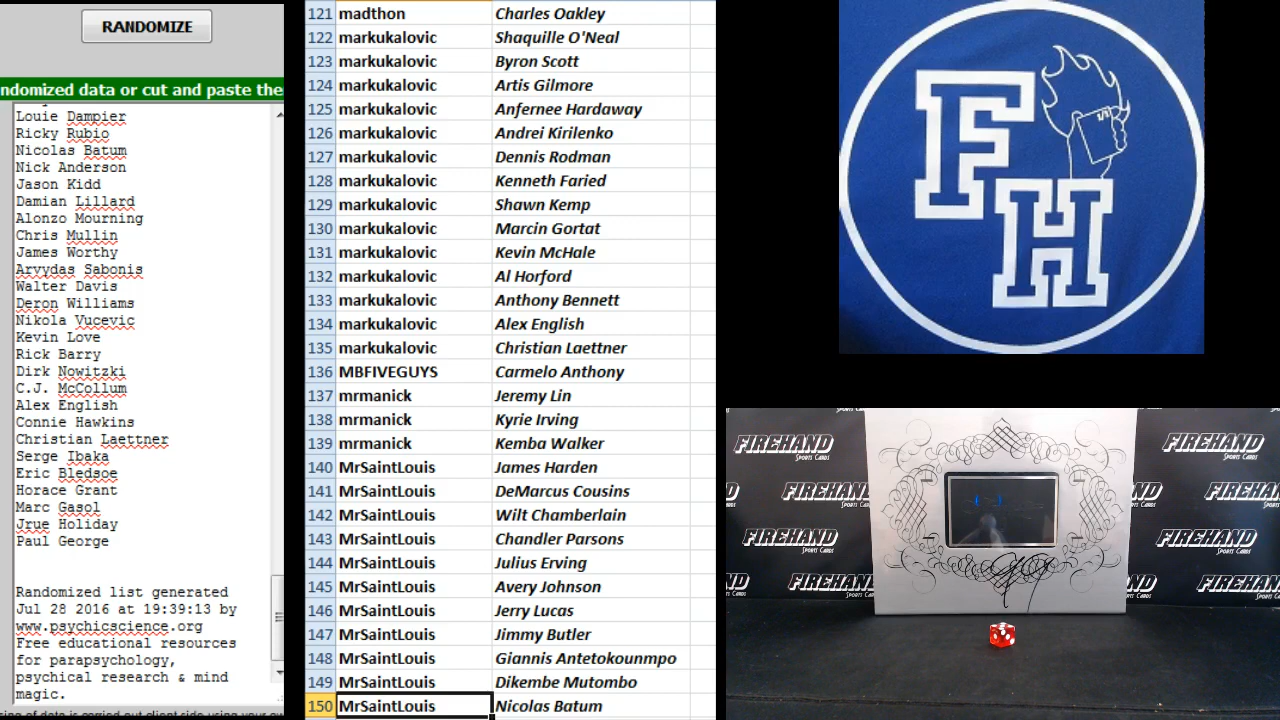 RANDOMIZE
ndomized data or cut and paste the
Louie Dampier
Ricky Rubio
Nicolas Batum
Nick Anderson
Jason Kidd
Damian Lillard
Alonzo Mourning
Chris Mullin
James Worthy
Arvydas Sabonis
Walter Davis
Deron Williams
Nikola Vucevic
Kevin Love
Rick Barry
Dirk Nowitzki
C.J. McCollum
Alex English
Connie Hawkins
Christian Laettner
Serge Ibaka
Eric Bledsoe
Horace Grant
Marc Gasol
Jrue Holiday
Paul George
Randomized list generated
Jul 28 2016 at 19:39:13 by
www.psychicscience.org
Free educational resources
for parapsychology,
psychical research & mind
magic.
121 madthon Charles Oakley
122 markukalovic Shaquille O'Neal
123 markukalovic Byron Scott
124 markukalovic Artis Gilmore
125 markukalovic Anfernee Hardaway
126 markukalovic Andrei Kirilenko
127 markukalovic Dennis Rodman
128 markukalovic Kenneth Faried
129 markukalovic Shawn Kemp
130 markukalovic Marcin Gortat
131 markukalovic Kevin McHale
132 markukalovic Al Horford
133 markukalovic Anthony Bennett
134 markukalovic Alex English
135 markukalovic Christian Laettner
136 MBFIVEGUYS Carmelo Anthony
137 mrmanick Jeremy Lin
138 mrmanick Kyrie Irving
139 mrmanick Kemba Walker
140 MrSaintLouis James Harden
141 MrSaintLouis DeMarcus Cousins
142 MrSaintLouis Wilt Chamberlain
143 MrSaintLouis Chandler Parsons
144 MrSaintLouis Julius Erving
145 MrSaintLouis Avery Johnson
146 MrSaintLouis Jerry Lucas
147 MrSaintLouis Jimmy Butler
148 MrSaintLouis Giannis Antetokounmpo
149 MrSaintLouis Dikembe Mutombo
150 MrSaintLouis Nicolas Batum
FH
FIREHAND
SPORTS CARDS
FIREHAND
SPORTS CARDS
FIREHAND
SPORTS CARDS
FIREHAND
SPORTS CARDS
FIREHAND
FIREHAND